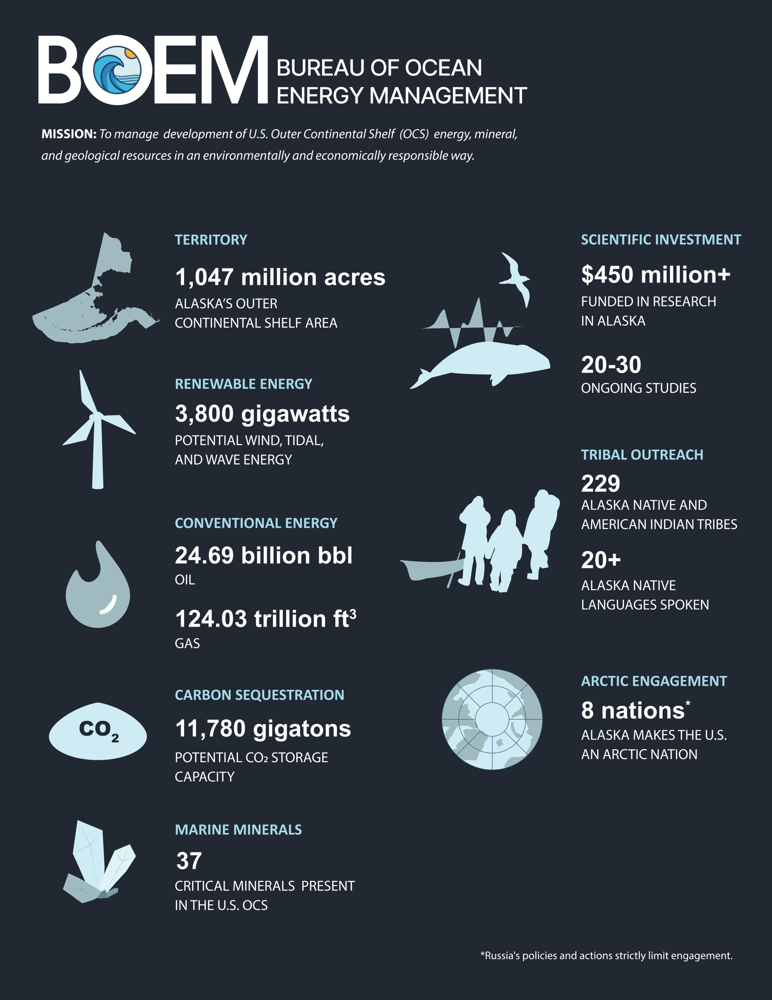 BOEM
BUREAU OF OCEAN
ENERGY MANAGEMENT
MISSION: To manage development of U.S. Outer Continental Shelf (OCS) energy, mineral,
and geological resources in an environmentally and economically responsible way.
TERRITORY
1,047 million acres
ALASKA’S OUTER
CONTINENTAL SHELF AREA
RENEWABLE ENERGY
3,800 gigawatts
POTENTIAL WIND, TIDAL,
AND WAVE ENERGY
CONVENTIONAL ENERGY
24.69 billion bbl
OIL
124.03 trillion ft³
GAS
CARBON SEQUESTRATION
CO₂
11,780 gigatons
POTENTIAL CO₂ STORAGE
CAPACITY
MARINE MINERALS
37
CRITICAL MINERALS PRESENT
IN THE U.S. OCS
SCIENTIFIC INVESTMENT
$450 million+
FUNDED IN RESEARCH
IN ALASKA
20-30
ONGOING STUDIES
TRIBAL OUTREACH
229
ALASKA NATIVE AND
AMERICAN INDIAN TRIBES
20+
ALASKA NATIVE
LANGUAGES SPOKEN
ARCTIC ENGAGEMENT
8 nations*
ALASKA MAKES THE U.S.
AN ARCTIC NATION
*Russia's policies and actions strictly limit engagement.